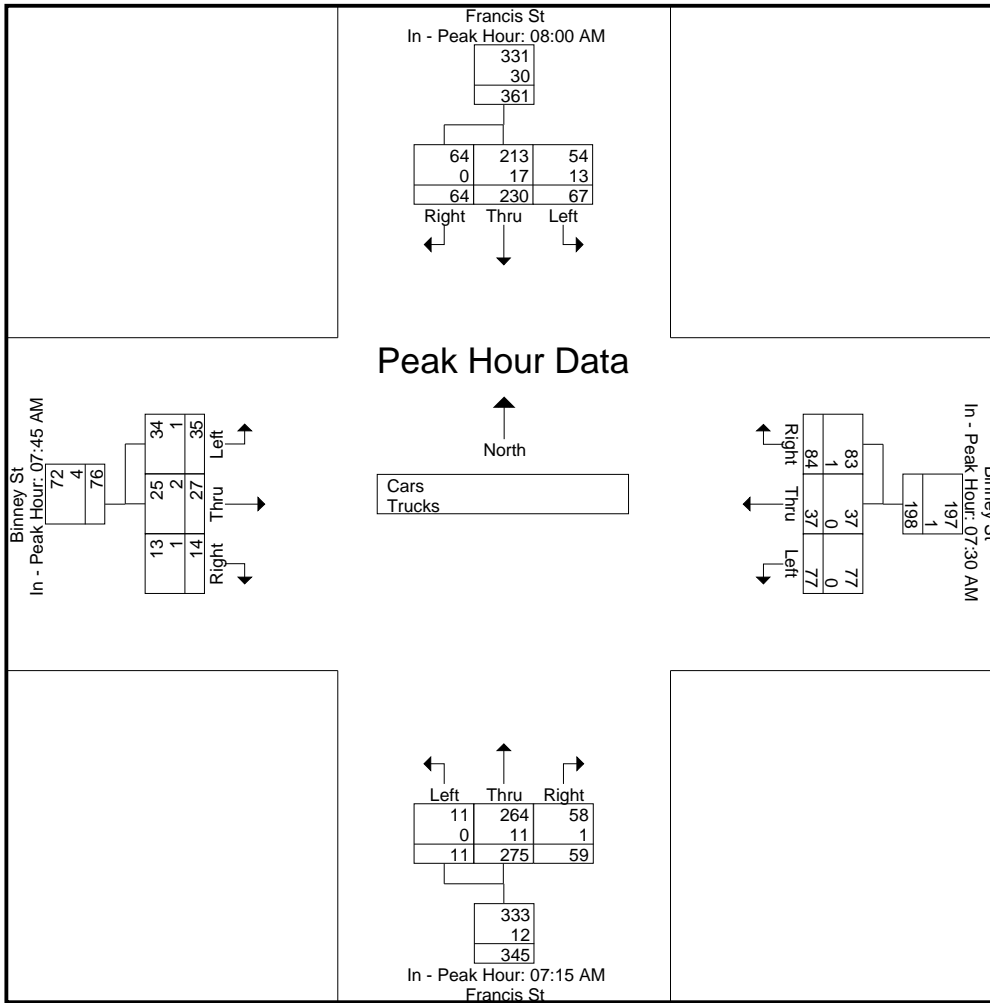 Francis St
In - Peak Hour: 08:00 AM
331
30
361
64 213 54
0 17 13
64 230 67
Right Thru Left
Peak Hour Data
North
Cars
Trucks
Binney St
In - Peak Hour: 07:45 AM
72
4
76
34 25 13
1 2 1
35 27 14
Left Thru Right
Binney St
In - Peak Hour: 07:30 AM
197
1
198
83 37 77
1 0 0
84 37 77
Right Thru Left
Left Thru Right
11 264 58
0 11 1
11 275 59
333
12
345
In - Peak Hour: 07:15 AM
Francis St